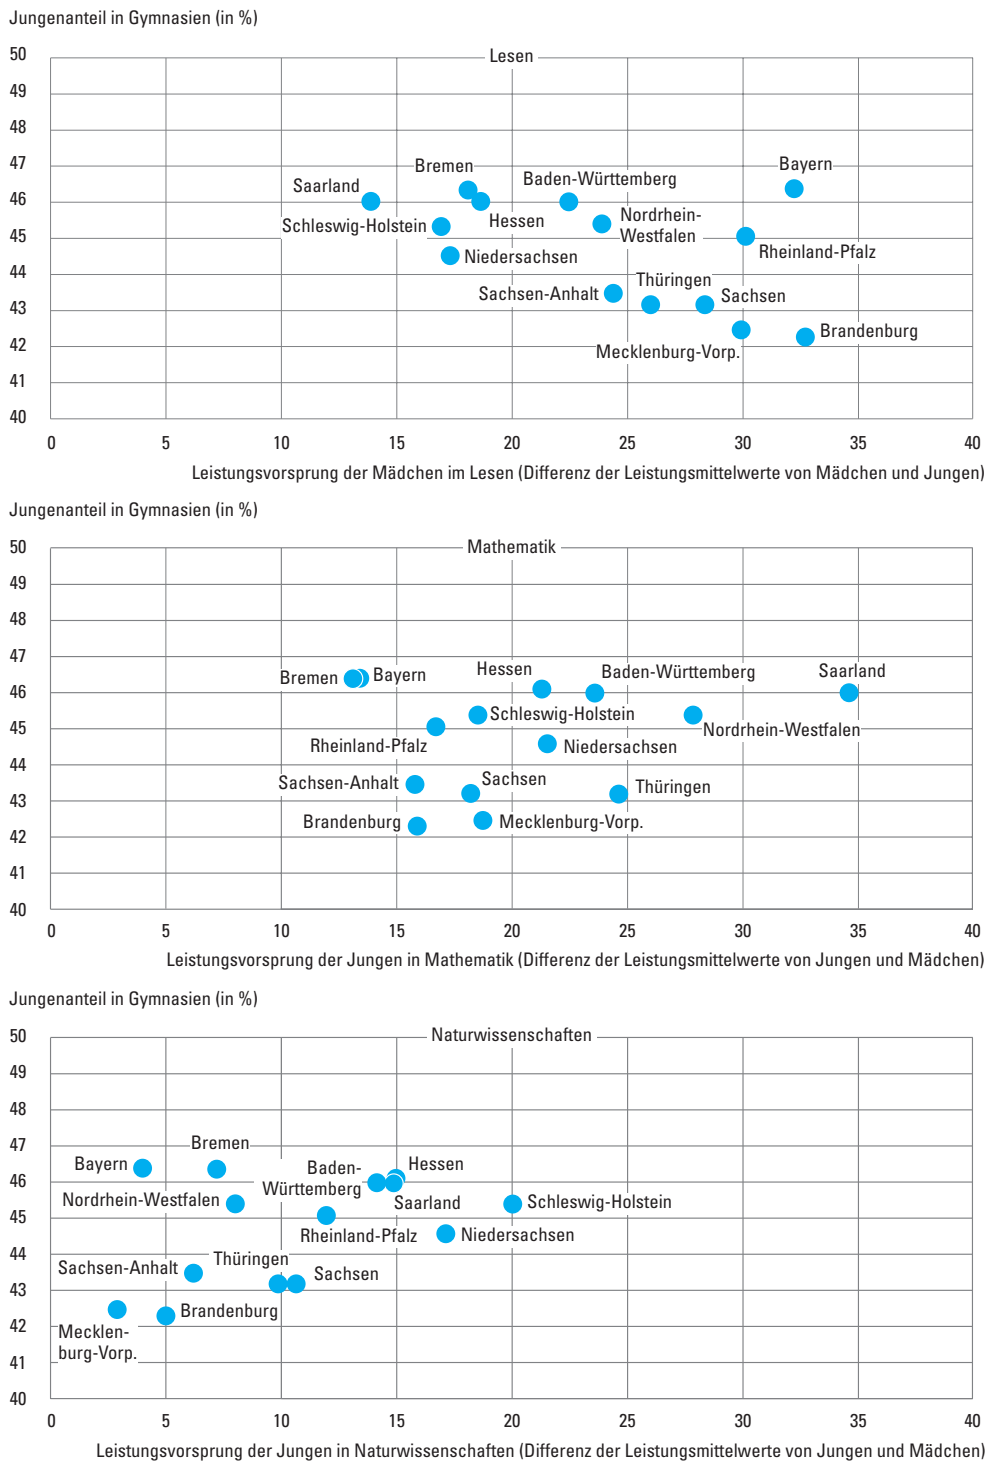 Jungenanteil in Gymnasien (in %)
Lesen
50
49
48
47
46
45
44
43
42
41
40
Bremen
Bayern
Saarland
Baden-Württemberg
Schleswig-Holstein
Hessen
Nordrhein-
Westfalen
Niedersachsen
Rheinland-Pfalz
Sachsen-Anhalt
Thüringen
Sachsen
Brandenburg
Mecklenburg-Vorp.
0 5 10 15 20 25 30 35 40
Leistungsvorsprung der Mädchen im Lesen (Differenz der Leistungsmittelwerte von Mädchen und Jungen)
Jungenanteil in Gymnasien (in %)
Mathematik
50
49
48
47
46
45
44
43
42
41
40
Bremen
Bayern
Hessen
Baden-Württemberg
Saarland
Schleswig-Holstein
Nordrhein-Westfalen
Rheinland-Pfalz
Niedersachsen
Sachsen-Anhalt
Sachsen
Thüringen
Brandenburg
Mecklenburg-Vorp.
0 5 10 15 20 25 30 35 40
Leistungsvorsprung der Jungen in Mathematik (Differenz der Leistungsmittelwerte von Jungen und Mädchen)
Jungenanteil in Gymnasien (in %)
Naturwissenschaften
50
49
48
47
46
45
44
43
42
41
40
Bayern
Bremen
Baden-
Württemberg
Hessen
Nordrhein-Westfalen
Saarland
Schleswig-Holstein
Rheinland-Pfalz
Niedersachsen
Sachsen-Anhalt
Thüringen
Sachsen
Mecklen-
burg-Vorp.
Brandenburg
0 5 10 15 20 25 30 35 40
Leistungsvorsprung der Jungen in Naturwissenschaften (Differenz der Leistungsmittelwerte von Jungen und Mädchen)